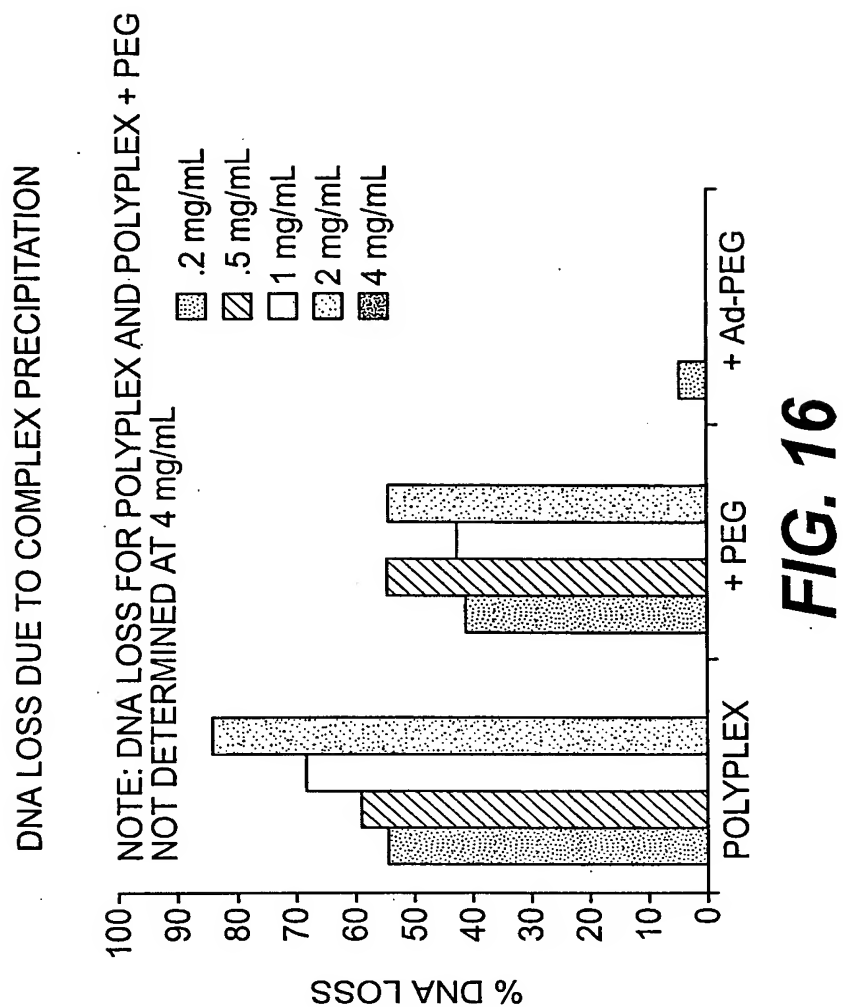 DNA LOSS DUE TO COMPLEX PRECIPITATION
NOTE: DNA LOSS FOR POLYPLEX AND POLYPLEX + PEG
NOT DETERMINED AT 4 mg/mL
.2 mg/mL
.5 mg/mL
1 mg/mL
2 mg/mL
4 mg/mL
% DNA LOSS
100
90
80
70
60
50
40
30
20
10
0
POLYPLEX
+ PEG
+ Ad-PEG
FIG. 16